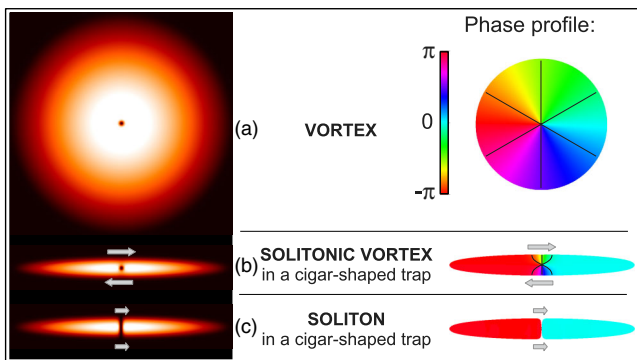 Phase profile:
π
0
-π
(a) VORTEX
(b) SOLITONIC VORTEX
in a cigar-shaped trap
(c) SOLITON
in a cigar-shaped trap